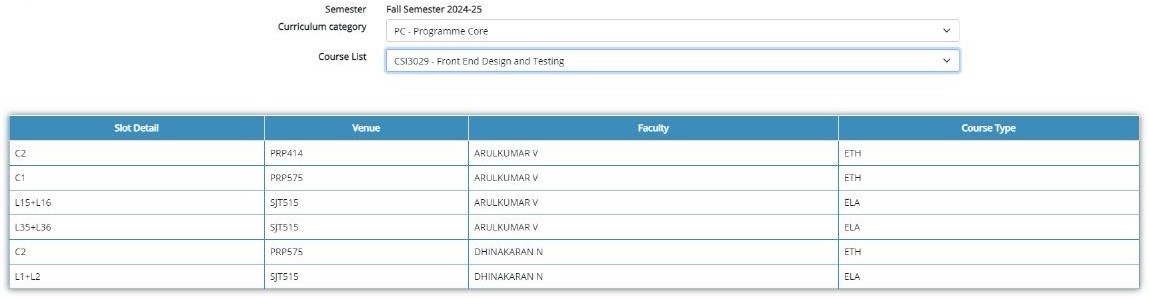 Semester Fall Semester 2024-25
Curriculum category PC - Programme Core
Course List CSI3029 - Front End Design and Testing
Slot Detail Venue Faculty Course Type
C2 PRP414 ARULKUMAR V ETH
C1 PRP575 ARULKUMAR V ETH
L15+L16 SJT515 ARULKUMAR V ELA
L35+L36 SJT515 ARULKUMAR V ELA
C2 PRP575 DHINAKARAN N ETH
L1+L2 SJT515 DHINAKARAN N ELA